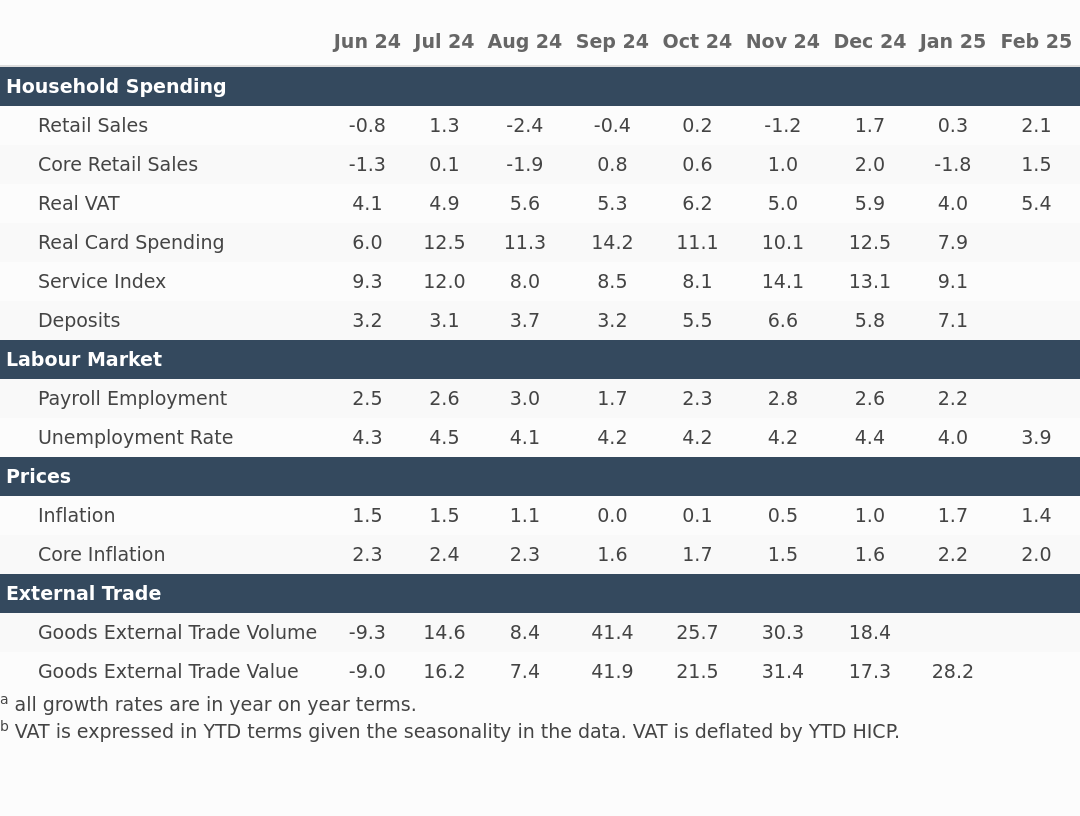 Jun 24 Jul 24 Aug 24 Sep 24 Oct 24 Nov 24 Dec 24 Jan 25 Feb 25
Household Spending
Retail Sales -0.8 1.3 -2.4 -0.4 0.2 -1.2 1.7 0.3 2.1
Core Retail Sales -1.3 0.1 -1.9 0.8 0.6 1.0 2.0 -1.8 1.5
Real VAT 4.1 4.9 5.6 5.3 6.2 5.0 5.9 4.0 5.4
Real Card Spending 6.0 12.5 11.3 14.2 11.1 10.1 12.5 7.9
Service Index 9.3 12.0 8.0 8.5 8.1 14.1 13.1 9.1
Deposits 3.2 3.1 3.7 3.2 5.5 6.6 5.8 7.1
Labour Market
Payroll Employment 2.5 2.6 3.0 1.7 2.3 2.8 2.6 2.2
Unemployment Rate 4.3 4.5 4.1 4.2 4.2 4.2 4.4 4.0 3.9
Prices
Inflation 1.5 1.5 1.1 0.0 0.1 0.5 1.0 1.7 1.4
Core Inflation 2.3 2.4 2.3 1.6 1.7 1.5 1.6 2.2 2.0
External Trade
Goods External Trade Volume -9.3 14.6 8.4 41.4 25.7 30.3 18.4
Goods External Trade Value -9.0 16.2 7.4 41.9 21.5 31.4 17.3 28.2
a all growth rates are in year on year terms.
b VAT is expressed in YTD terms given the seasonality in the data. VAT is deflated by YTD HICP.